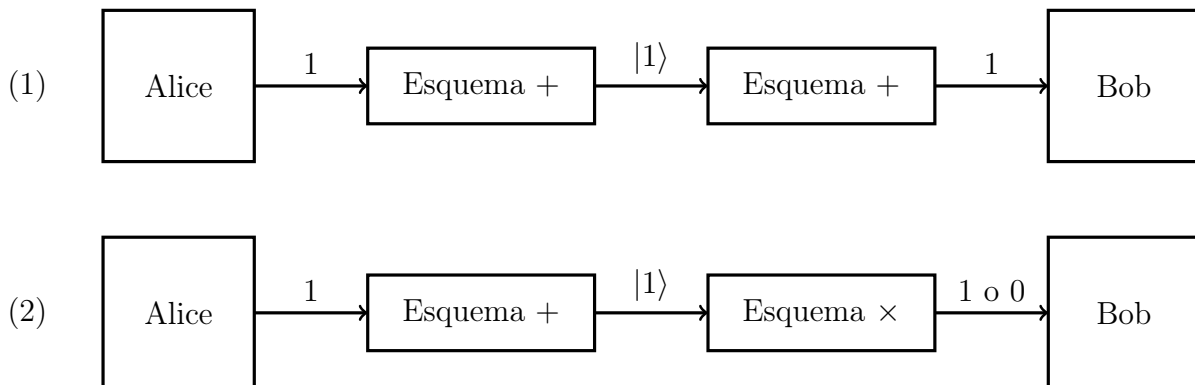 (1) Alice 1 Esquema + |1⟩ Esquema + 1 Bob
(2) Alice 1 Esquema + |1⟩ Esquema × 1 o 0 Bob